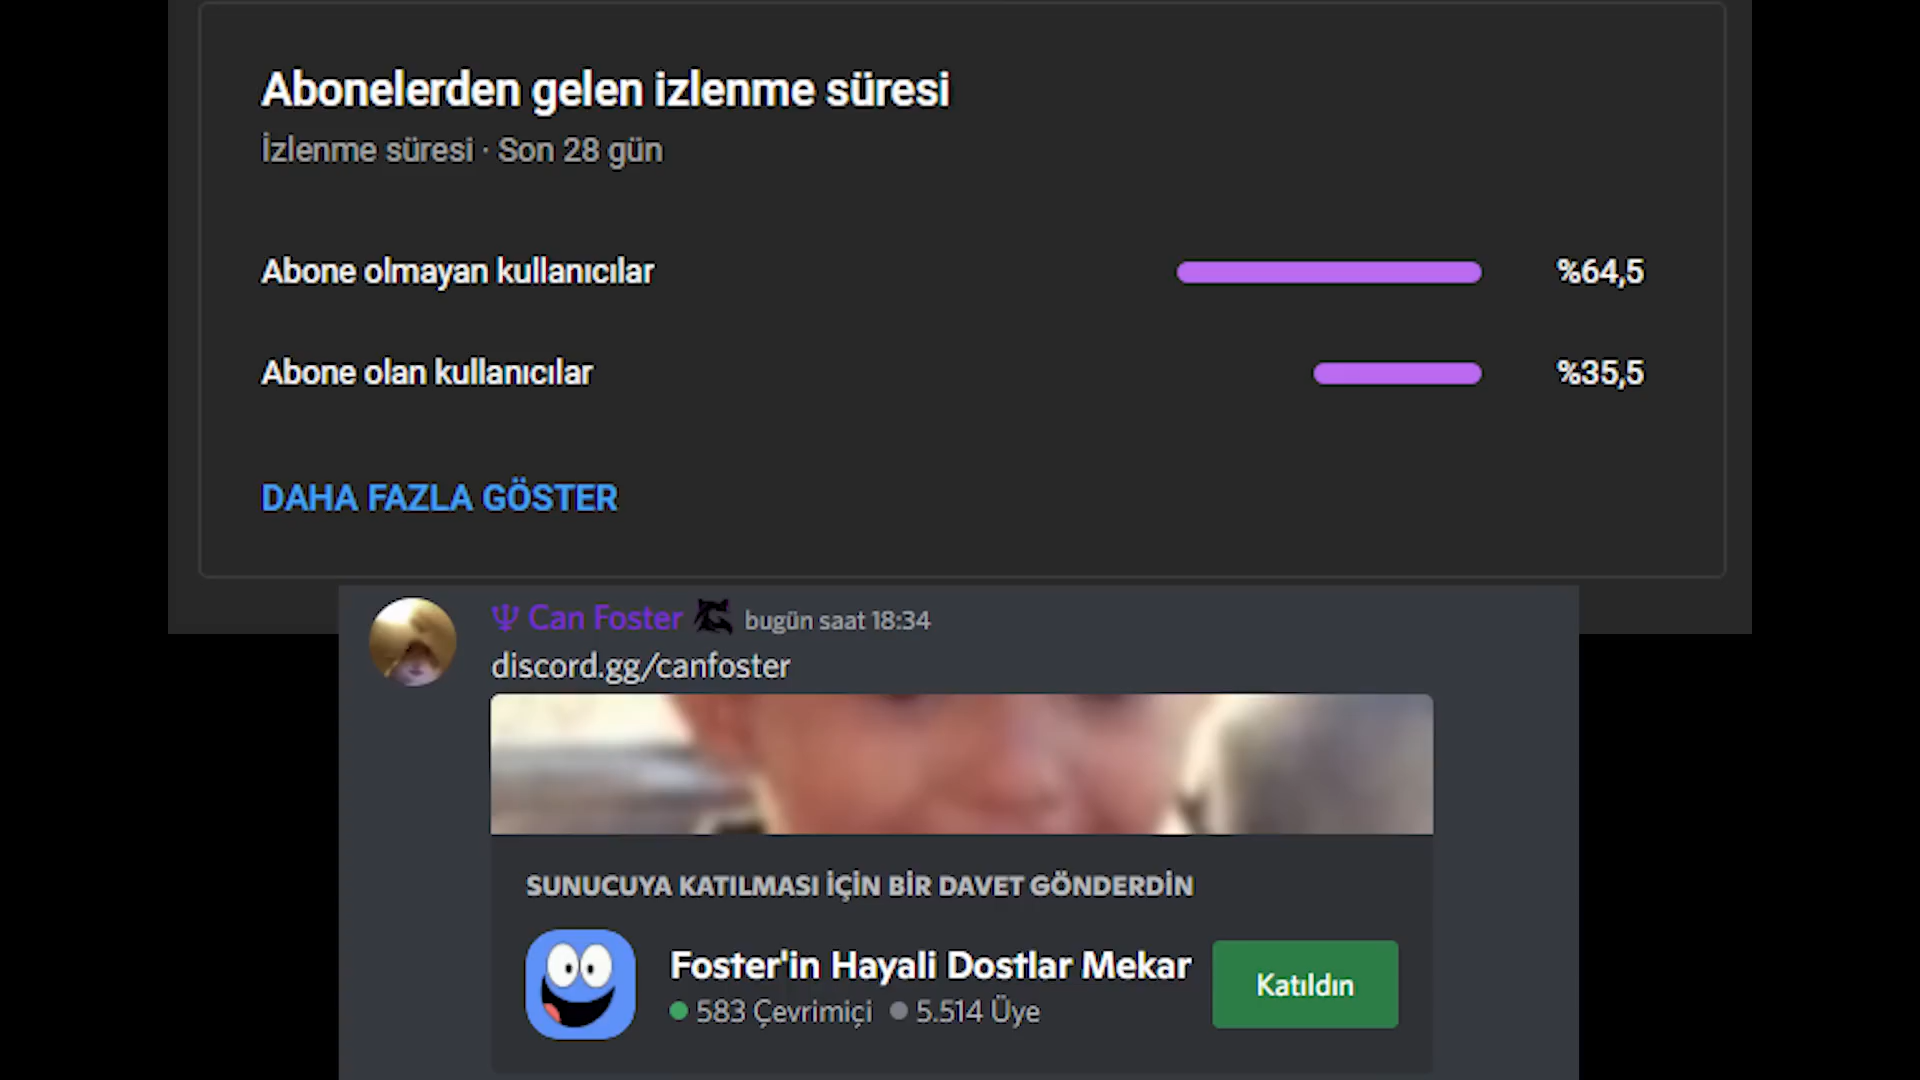 Abonelerden gelen izlenme süresi
İzlenme süresi · Son 28 gün
Abone olmayan kullanıcılar %64,5
Abone olan kullanıcılar %35,5
DAHA FAZLA GÖSTER
Ψ Can Foster bugün saat 18:34
discord.gg/canfoster
SUNUCUYA KATILMASI İÇİN BİR DAVET GÖNDERDİN
Foster'in Hayali Dostlar Mekar
583 Çevrimiçi 5.514 Üye
Katıldın